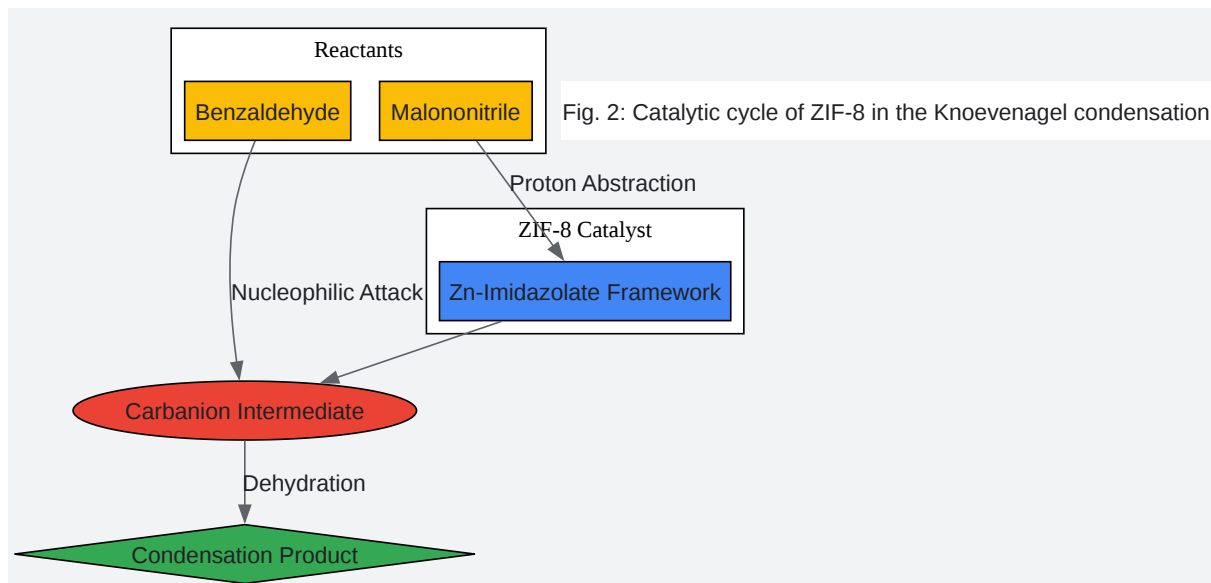 Reactants
Benzaldehyde
Malononitrile
Fig. 2: Catalytic cycle of ZIF-8 in the Knoevenagel condensation
Proton Abstraction
ZIF-8 Catalyst
Zn-Imidazolate Framework
Nucleophilic Attack
Carbanion Intermediate
Dehydration
Condensation Product